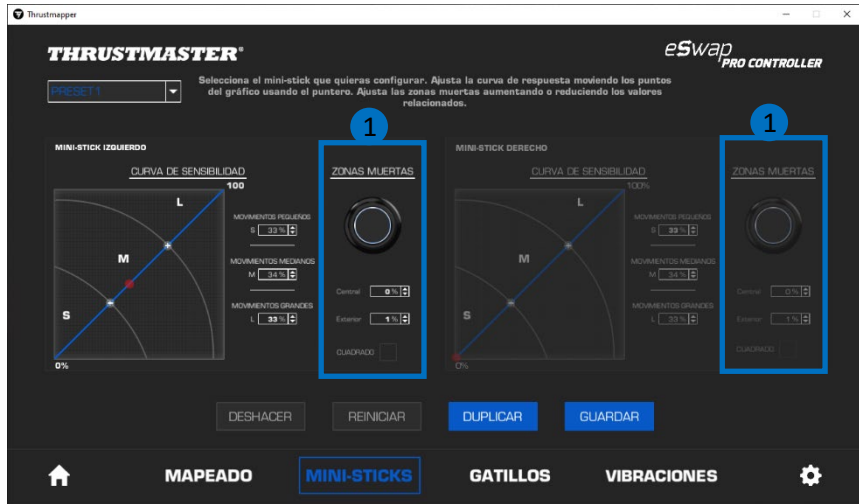 Thrustmapper
THRUSTMASTER®
eSwap
PRO CONTROLLER
PRESET1
Selecciona el mini-stick que quieras configurar. Ajusta la curva de respuesta moviendo los puntos
del gráfico usando el puntero. Ajusta las zonas muertas aumentando o reduciendo los valores
relacionados.
1
1
MINI-STICK IZQUIERDO
CURVA DE SENSIBILIDAD
100
L
M
S
0%
MOVIMIENTOS PEQUEÑOS
S 33 %
MOVIMIENTOS MEDIANOS
M 34 %
MOVIMIENTOS GRANDES
L 33 %
ZONAS MUERTAS
Central 0 %
Exterior 1 %
CUADRADO
MINI-STICK DERECHO
CURVA DE SENSIBILIDAD
100%
L
M
S
0%
MOVIMIENTOS PEQUEÑOS
S 33 %
MOVIMIENTOS MEDIANOS
M 34 %
MOVIMIENTOS GRANDES
L 33 %
ZONAS MUERTAS
Central 0 %
Exterior 1 %
CUADRADO
DESHACER
REINICIAR
DUPLICAR
GUARDAR
MAPEADO
MINI-STICKS
GATILLOS
VIBRACIONES